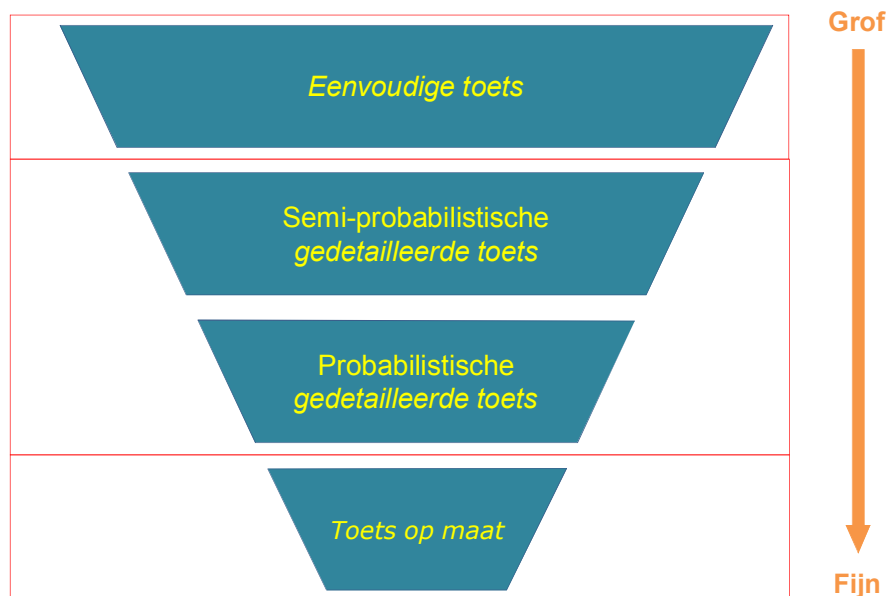 Grof
Eenvoudige toets
Semi-probabilistische
gedetailleerde toets
Probabilistische
gedetailleerde toets
Toets op maat
Fijn